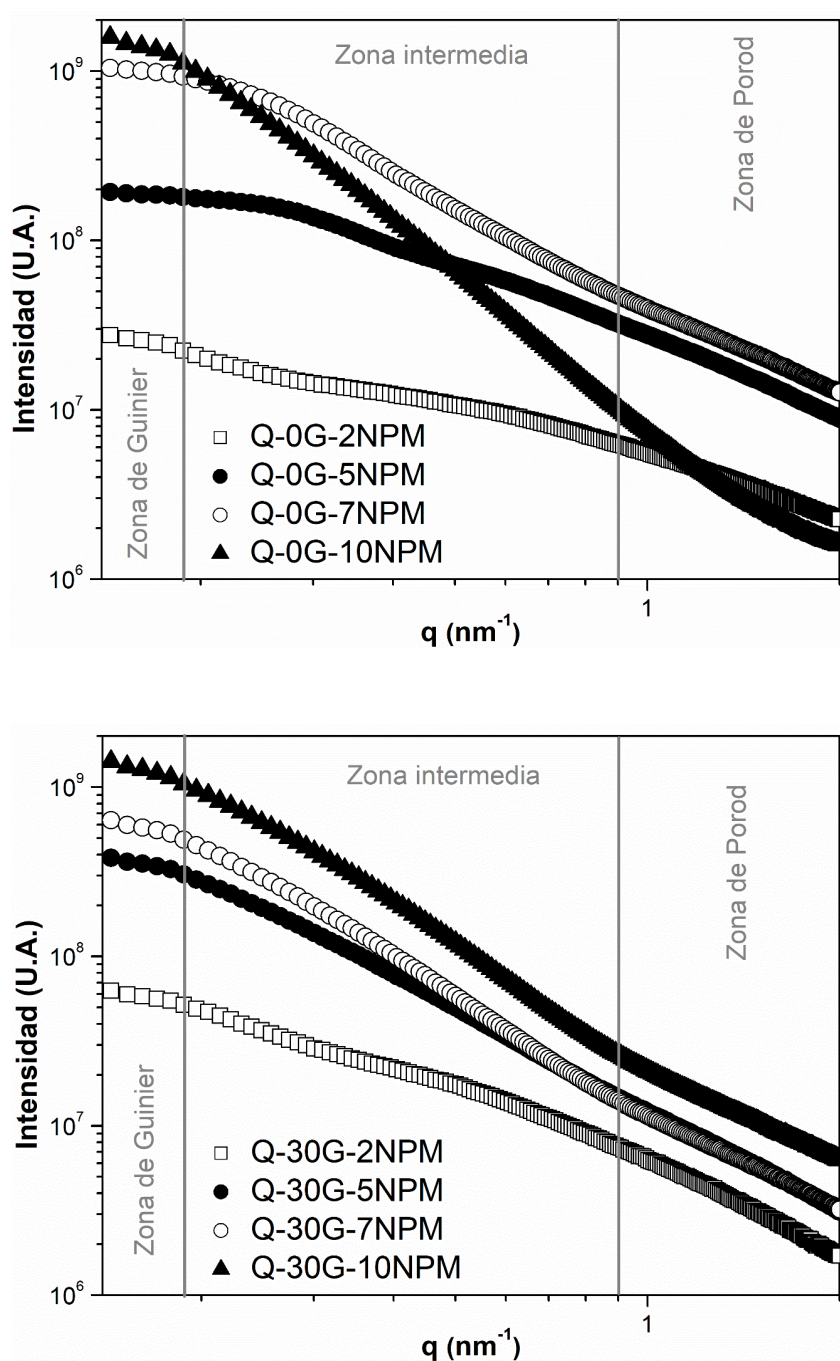 Zona intermedia
Zona de Porod
Zona de Guinier
Intensidad (U.A.)
10⁹
10⁸
10⁷
10⁶
Q-0G-2NPM
Q-0G-5NPM
Q-0G-7NPM
Q-0G-10NPM
1
q (nm⁻¹)
Zona intermedia
Zona de Porod
Zona de Guinier
Intensidad (U.A.)
10⁹
10⁸
10⁷
10⁶
Q-30G-2NPM
Q-30G-5NPM
Q-30G-7NPM
Q-30G-10NPM
1
q (nm⁻¹)